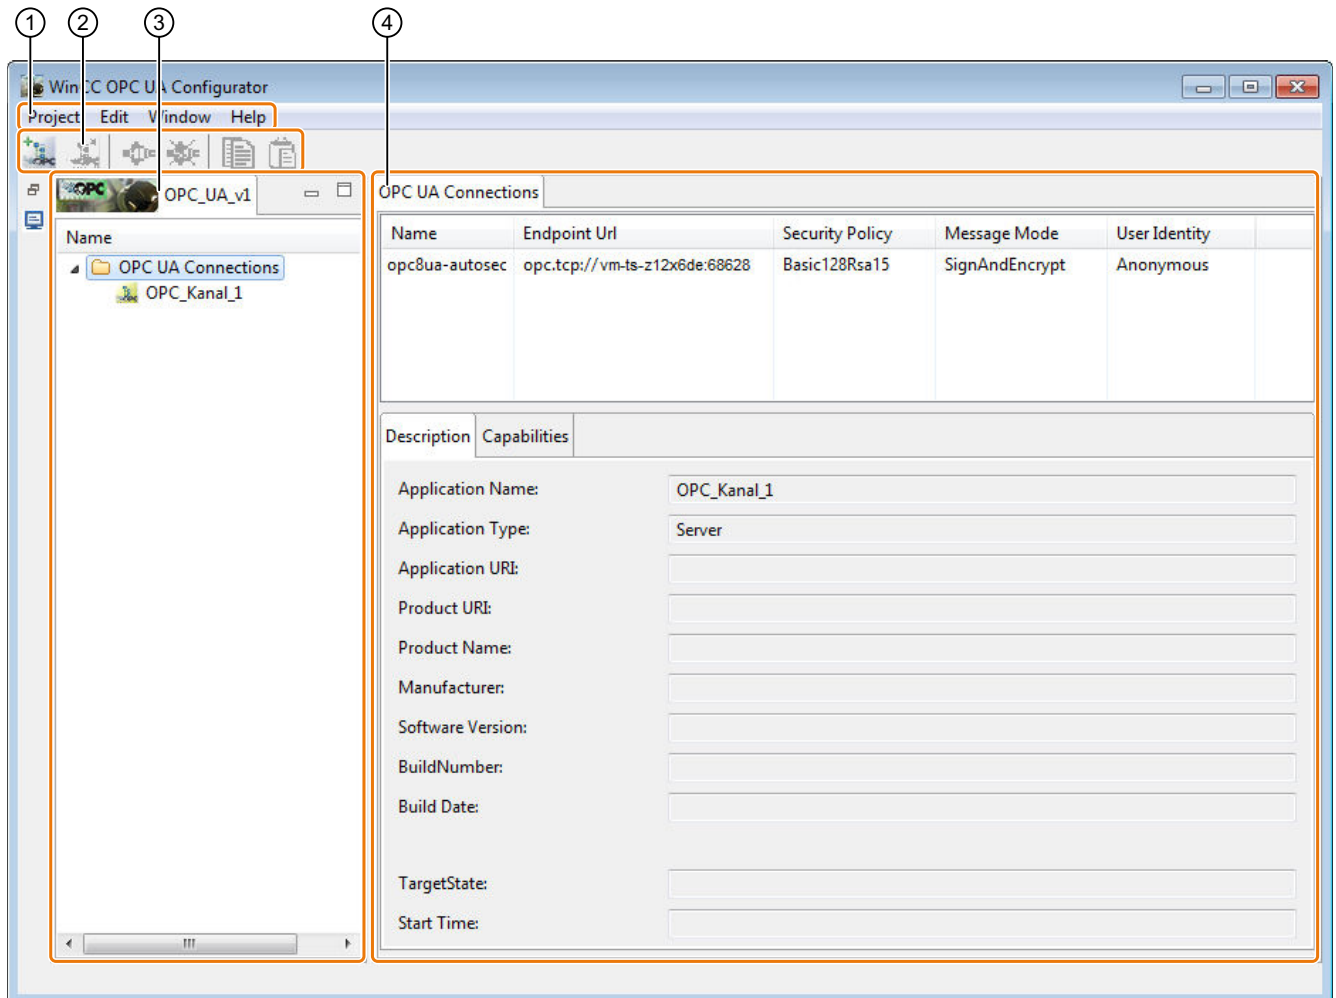 1 2 3 4
WinCC OPC UA Configurator
Project Edit Window Help
OPC OPC_UA_v1
OPC UA Connections
Name
OPC UA Connections
OPC_Kanal_1
Name Endpoint Url Security Policy Message Mode User Identity
opc8ua-autosec opc.tcp://vm-ts-z12x6de:68628 Basic128Rsa15 SignAndEncrypt Anonymous
Description Capabilities
Application Name: OPC_Kanal_1
Application Type: Server
Application URI:
Product URI:
Product Name:
Manufacturer:
Software Version:
BuildNumber:
Build Date:
TargetState:
Start Time: